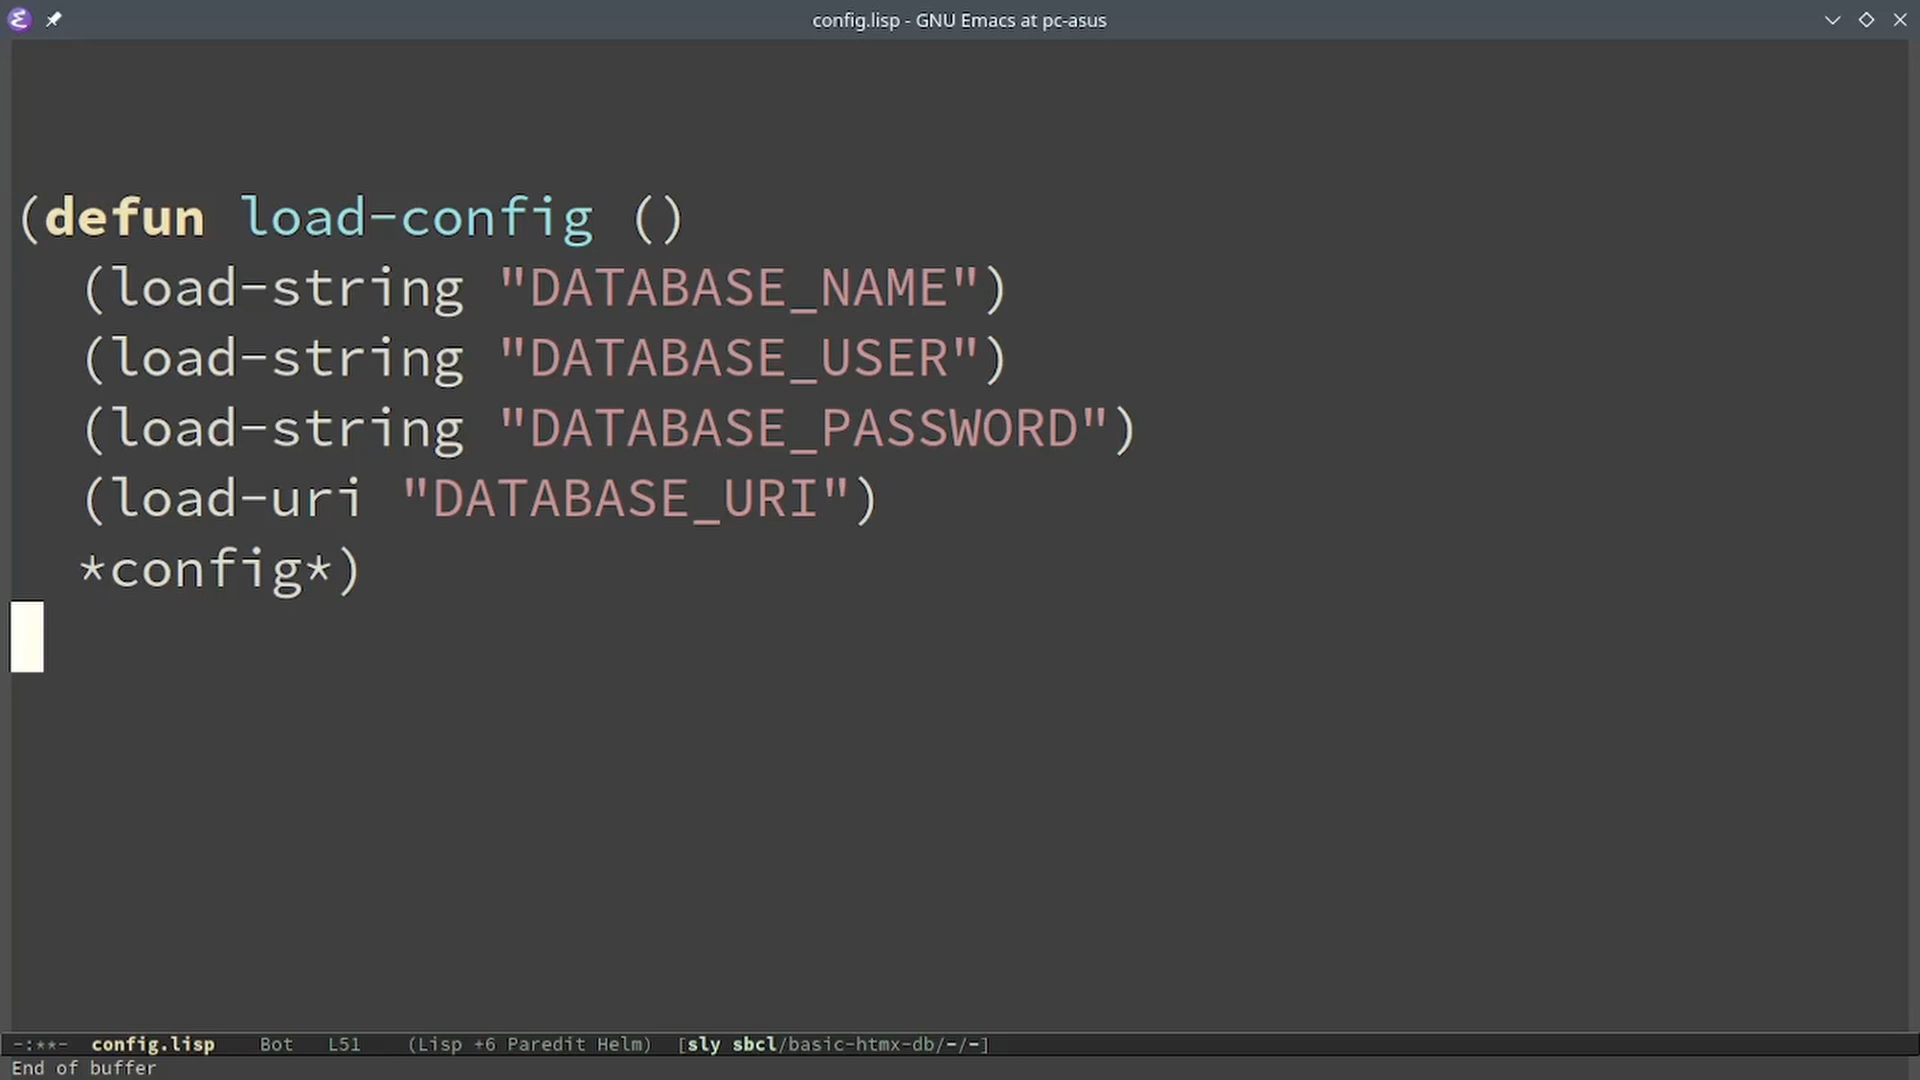 config.lisp - GNU Emacs at pc-asus
(defun load-config ()
  (load-string "DATABASE_NAME")
  (load-string "DATABASE_USER")
  (load-string "DATABASE_PASSWORD")
  (load-uri "DATABASE_URI")
  *config*)
-:**-  config.lisp    Bot   L51    (Lisp +6 Paredit Helm)  [sly sbcl/basic-htmx-db/-/-]
End of buffer